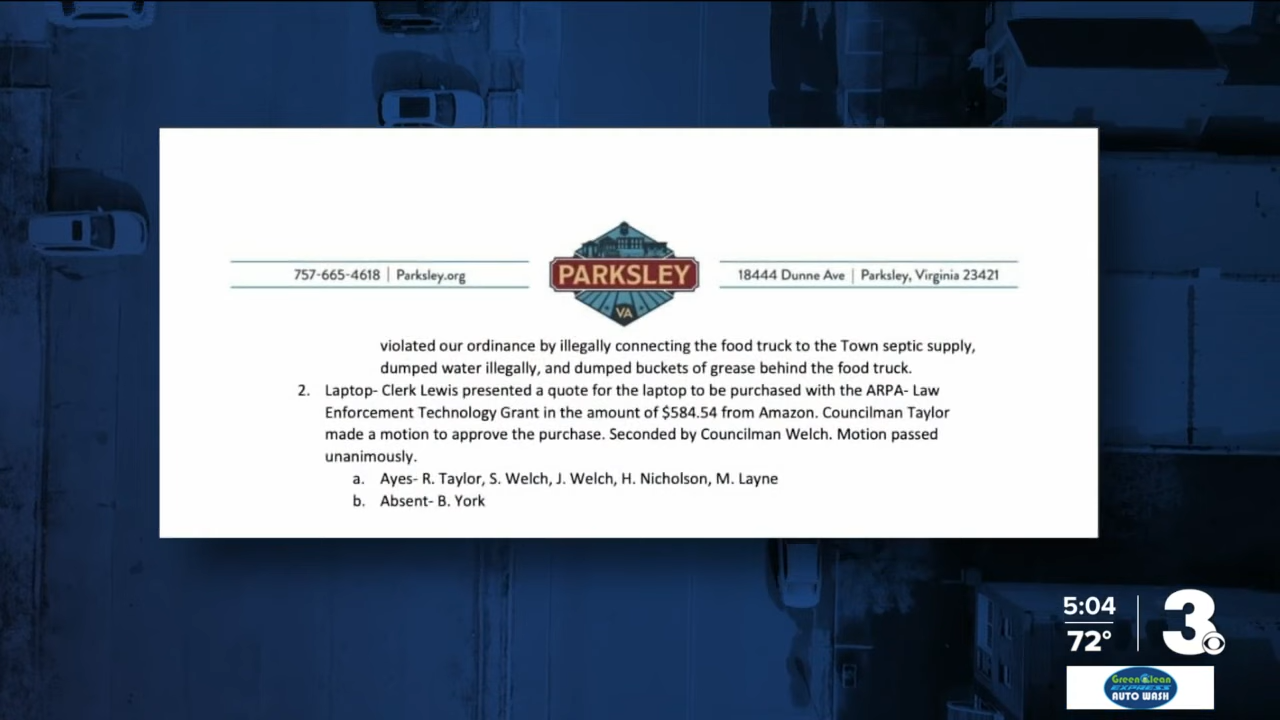 757-665-4618 | Parksley.org
PARKSLEY
VA
18444 Dunne Ave | Parksley, Virginia 23421
violated our ordinance by illegally connecting the food truck to the Town septic supply,
dumped water illegally, and dumped buckets of grease behind the food truck.
2. Laptop- Clerk Lewis presented a quote for the laptop to be purchased with the ARPA- Law
Enforcement Technology Grant in the amount of $584.54 from Amazon. Councilman Taylor
made a motion to approve the purchase. Seconded by Councilman Welch. Motion passed
unanimously.
a. Ayes- R. Taylor, S. Welch, J. Welch, H. Nicholson, M. Layne
b. Absent- B. York
5:04
72°
3
Green Clean
EXPRESS
AUTO WASH